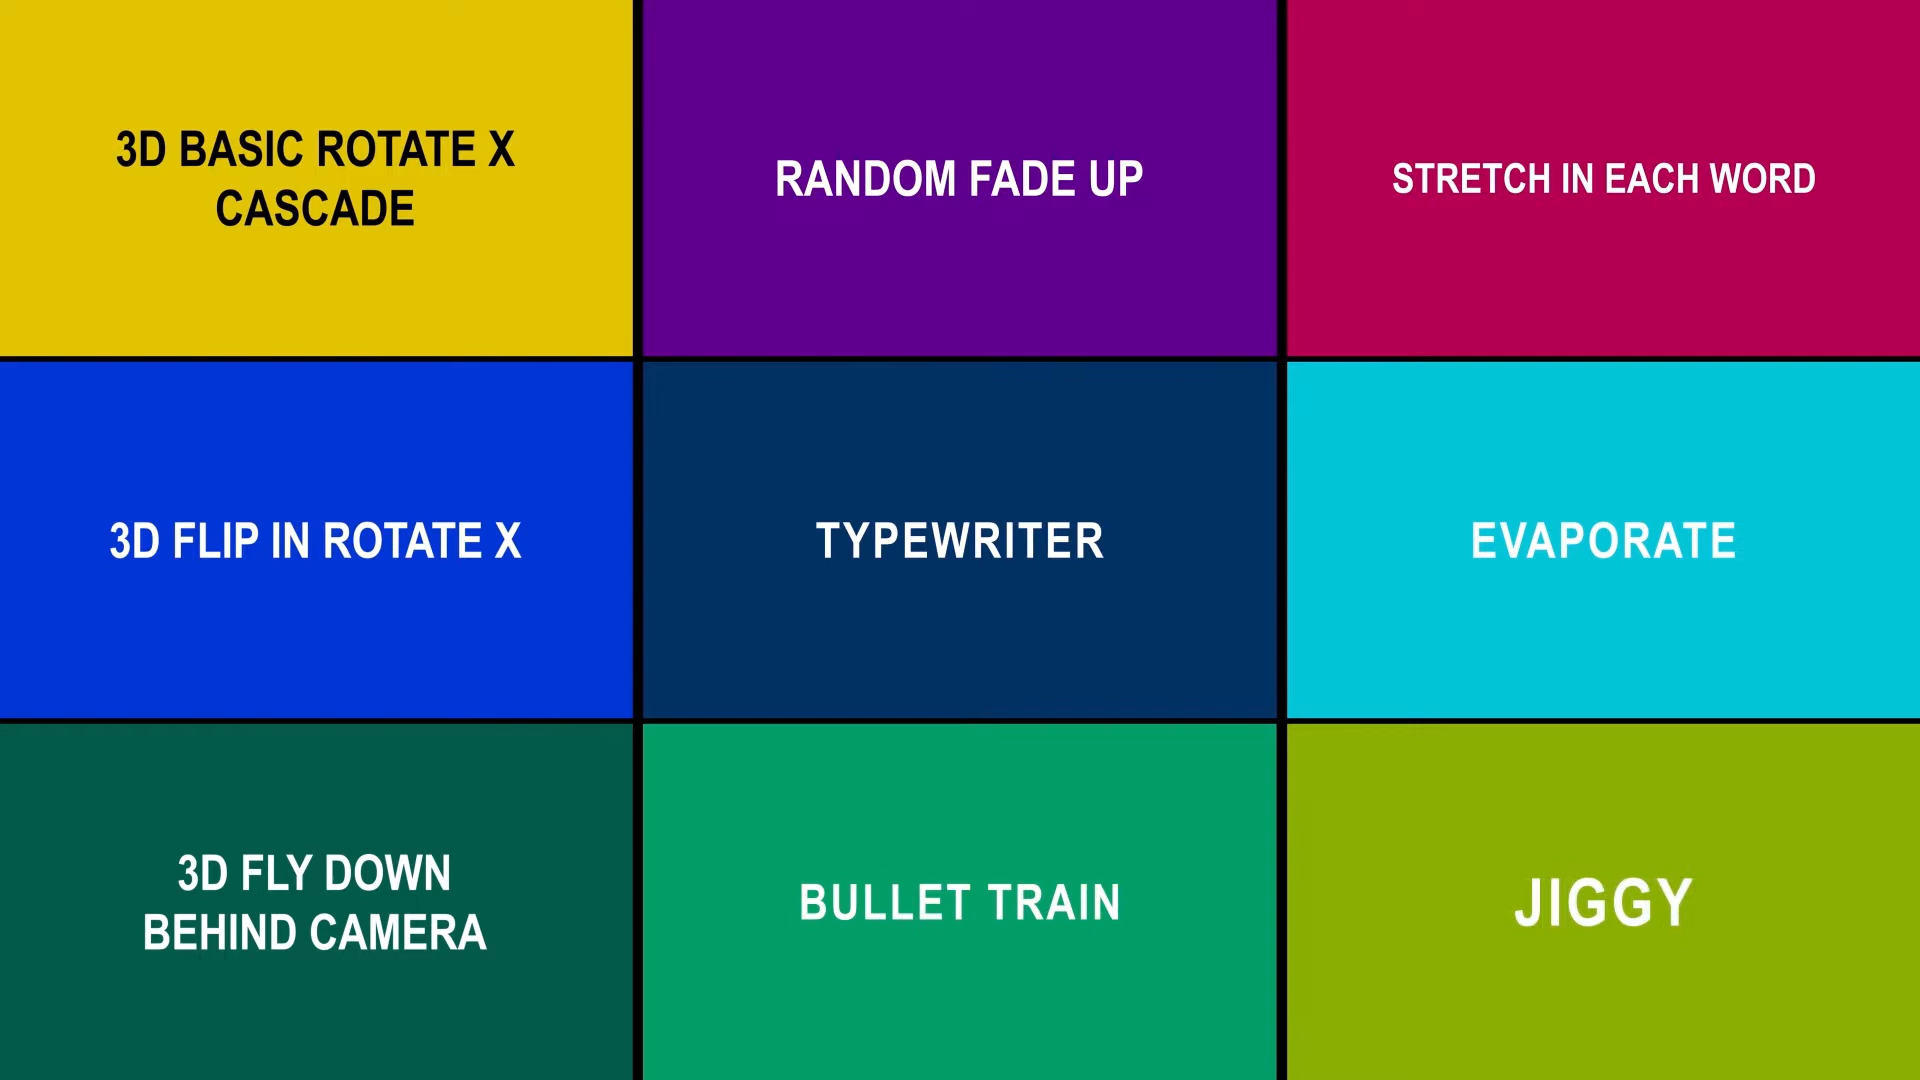 3D BASIC ROTATE X
CASCADE
RANDOM FADE UP
STRETCH IN EACH WORD
3D FLIP IN ROTATE X
TYPEWRITER
EVAPORATE
3D FLY DOWN
BEHIND CAMERA
BULLET TRAIN
JIGGY